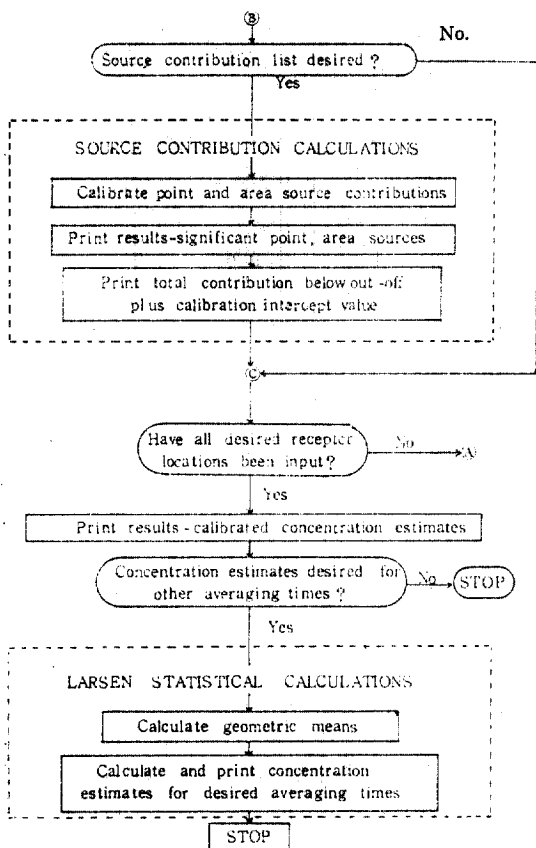 B
No.
Source contribution list desired ?
Yes
SOURCE CONTRIBUTION CALCULATIONS
Calibrate point and area source contributions
Print results-significant point, area sources
Print total contribution below out-off
plus calibration intercept value
C
Have all desired receptor
locations been input?
No
A
Yes
Print results - calibrated concentration estimates
Concentration estimates desired for
other averaging times ?
No
STOP
Yes
LARSEN STATISTICAL CALCULATIONS
Calculate geometric means
Calculate and print concentration
estimates for desired averaging times
STOP